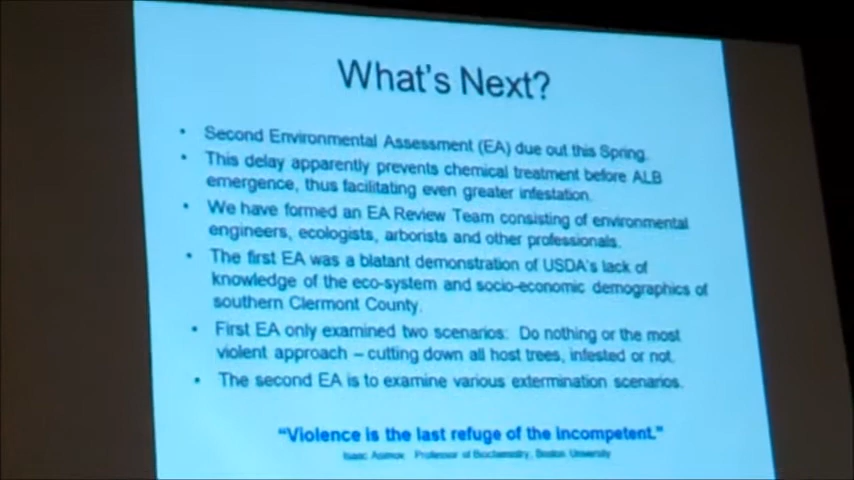 What's Next?
• Second Environmental Assessment (EA) due out this Spring.
• This delay apparently prevents chemical treatment before ALB
emergence, thus facilitating even greater infestation.
• We have formed an EA Review Team consisting of environmental
engineers, ecologists, arborists and other professionals.
• The first EA was a blatant demonstration of USDA's lack of
knowledge of the eco-system and socio-economic demographics of
southern Clermont County.
• First EA only examined two scenarios: Do nothing or the most
violent approach – cutting down all host trees, infested or not.
• The second EA is to examine various extermination scenarios.
"Violence is the last refuge of the incompetent."
Isaac Asimov Professor of Biochemistry, Boston University